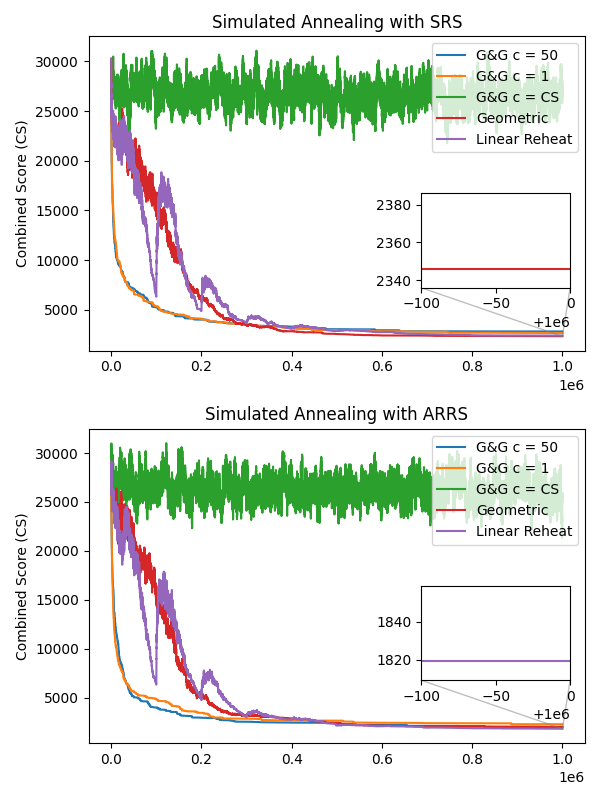 Simulated Annealing with SRS
Combined Score (CS)
30000
25000
20000
15000
10000
5000
G&G c = 50
G&G c = 1
G&G c = CS
Geometric
Linear Reheat
2380
2360
2340
−100
−50
0
+1e6
0.0
0.2
0.4
0.6
0.8
1.0
1e6
Simulated Annealing with ARRS
Combined Score (CS)
30000
25000
20000
15000
10000
5000
G&G c = 50
G&G c = 1
G&G c = CS
Geometric
Linear Reheat
1840
1820
−100
−50
0
+1e6
0.0
0.2
0.4
0.6
0.8
1.0
1e6